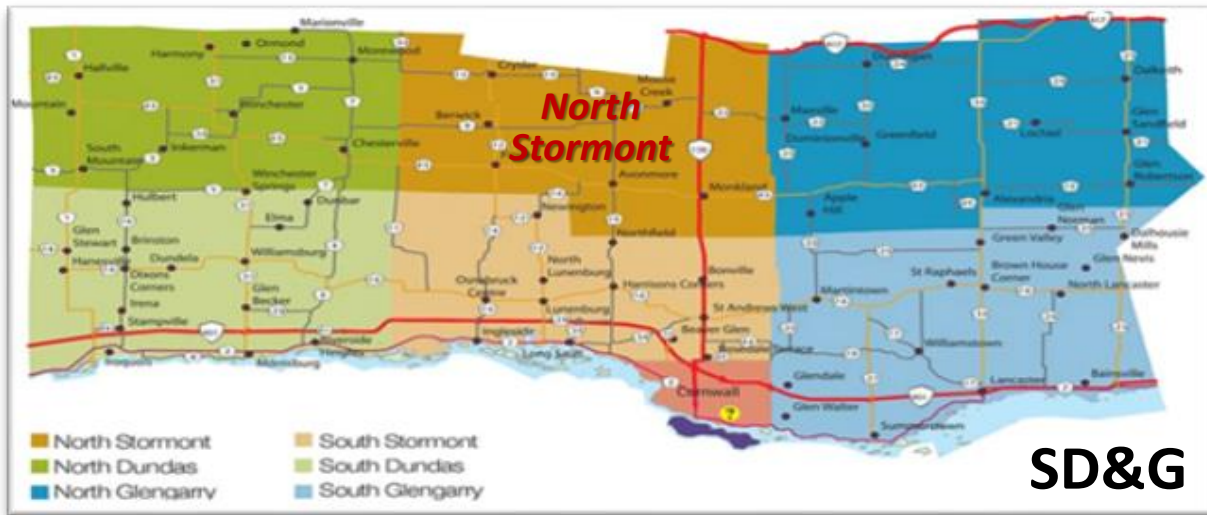 Marionville
Harmony
Ormond
Morewood
Hallville
Crysler
Moose
Creek
Dunvegan
Dalkeith
Mountain
Winchester
North
Stormont
Berwick
Maxville
Dominionville
Greenfield
Lochiel
Glen
Sandfield
South
Mountain
Inkerman
Chesterville
Avonmore
Monkland
Glen
Robertson
Hulbert
Winchester
Springs
Dunbar
Newington
Apple
Hill
Alexandria
Glen
Norman
Elma
Glen
Stewart
Brinston
Williamsburg
Northfield
Green Valley
Dalhousie
Mills
Hanesville
Dundela
Dixons
Corners
North
Lunenburg
Bonville
Glen Nevis
St Raphaels
Brown House
Corner
Osnabruck
Centre
Harrisons Corners
Martintown
North Lancaster
Irena
Glen
Becker
Lunenburg
St Andrews West
Stampville
Riverside
Heights
Ingleside
Long Sault
Beaver Glen
Williamstown
Iroquois
Morrisburg
Cornwall
Glendale
Lancaster
Bainsville
?
Glen Walter
Summerstown
North Stormont
South Stormont
North Dundas
South Dundas
North Glengarry
South Glengarry
SD&G